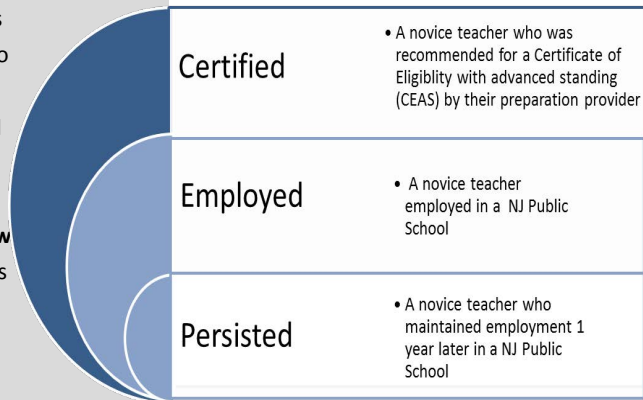 s
o
w
s
Certified
• A novice teacher who was
recommended for a Certificate of
Eligiblity with advanced standing
(CEAS) by their preparation provider
Employed
• A novice teacher
employed in a NJ Public
School
Persisted
• A novice teacher who
maintained employment 1
year later in a NJ Public
School